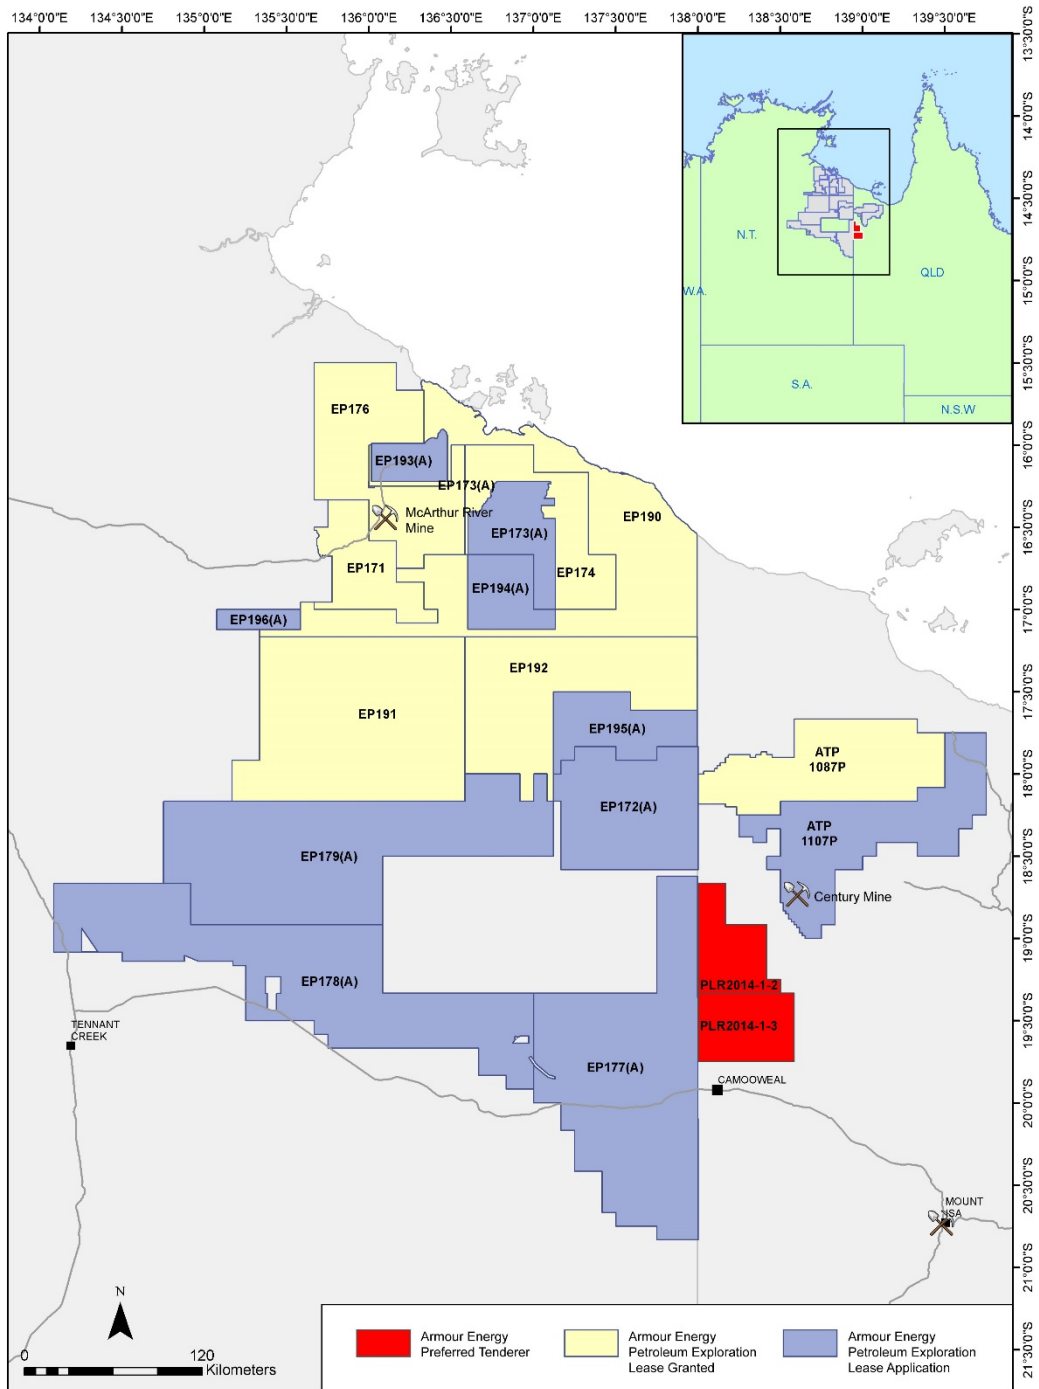 134°0'0"E 134°30'0"E 135°0'0"E 135°30'0"E 136°0'0"E 136°30'0"E 137°0'0"E 137°30'0"E 138°0'0"E 138°30'0"E 139°0'0"E 139°30'0"E
13°30'0"S
14°0'0"S
14°30'0"S
15°0'0"S
15°30'0"S
16°0'0"S
16°30'0"S
17°0'0"S
17°30'0"S
18°0'0"S
18°30'0"S
19°0'0"S
19°30'0"S
20°0'0"S
20°30'0"S
21°0'0"S
21°30'0"S
N.T.
QLD
W.A.
S.A.
N.S.W
EP176
EP193(A)
EP173(A)
McArthur River
Mine
EP190
EP173(A)
EP171
EP174
EP194(A)
EP196(A)
EP192
EP191
EP195(A)
ATP
1087P
EP172(A)
ATP
1107P
EP179(A)
Century Mine
EP178(A)
PLR2014-1-2
PLR2014-1-3
TENNANT
CREEK
EP177(A)
CAMOOWEAL
MOUNT
ISA
N
0 120
Kilometers
Armour Energy
Preferred Tenderer
Armour Energy
Petroleum Exploration
Lease Granted
Armour Energy
Petroleum Exploration
Lease Application